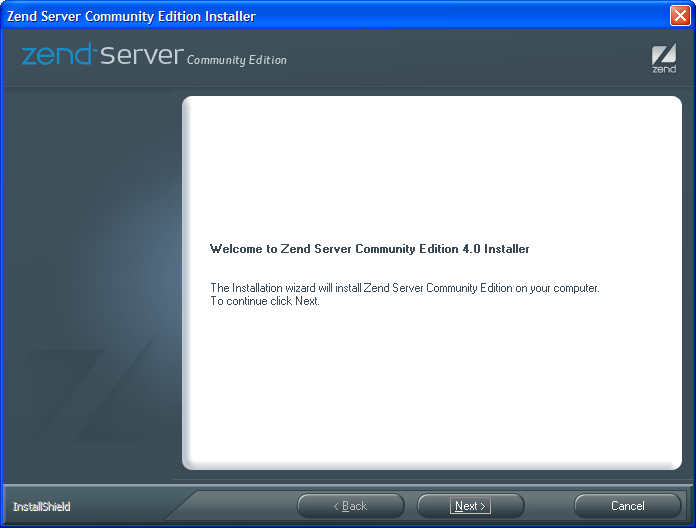 Zend Server Community Edition Installer
zend™ Server Community Edition
zend
Welcome to Zend Server Community Edition 4.0 Installer
The Installation wizard will install Zend Server Community Edition on your computer.
To continue click Next.
InstallShield
< Back
Next >
Cancel